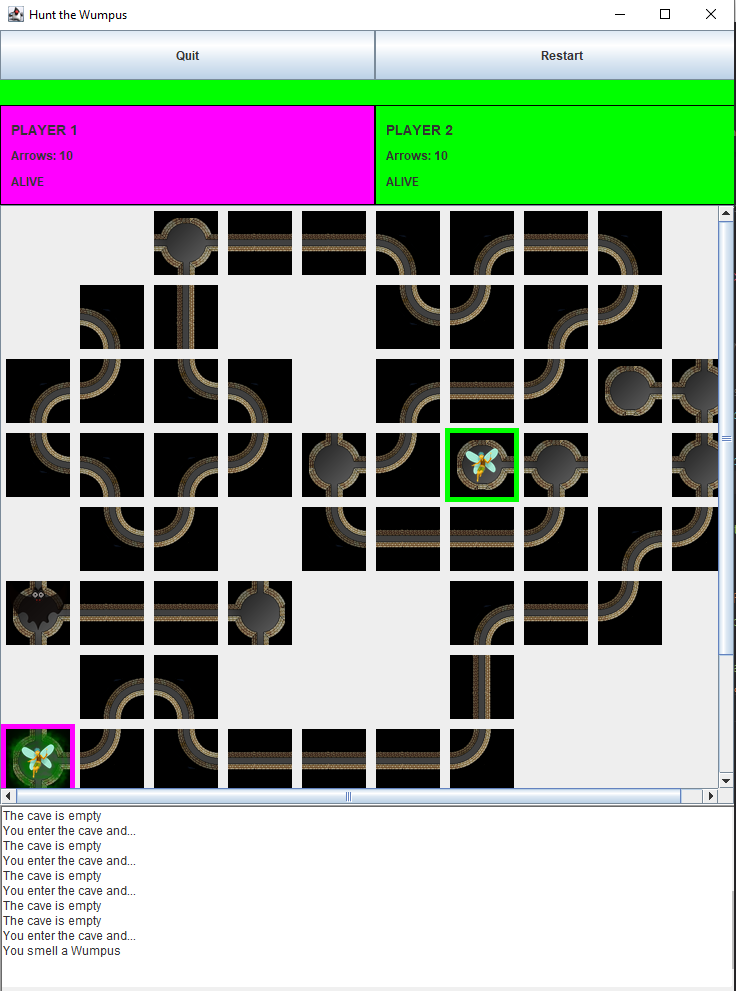 Hunt the Wumpus
Quit
Restart
PLAYER 1
Arrows: 10
ALIVE
PLAYER 2
Arrows: 10
ALIVE
The cave is empty
You enter the cave and...
The cave is empty
You enter the cave and...
The cave is empty
You enter the cave and...
The cave is empty
The cave is empty
You enter the cave and...
You smell a Wumpus